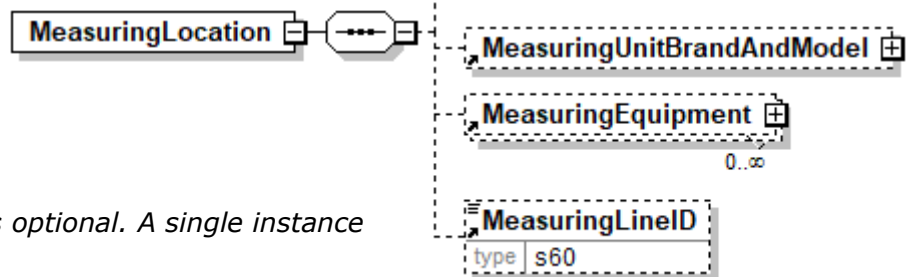 MeasuringLocation
MeasuringUnitBrandAndModel
MeasuringEquipment
0..∞
s optional. A single instance
MeasuringLineID
type s60